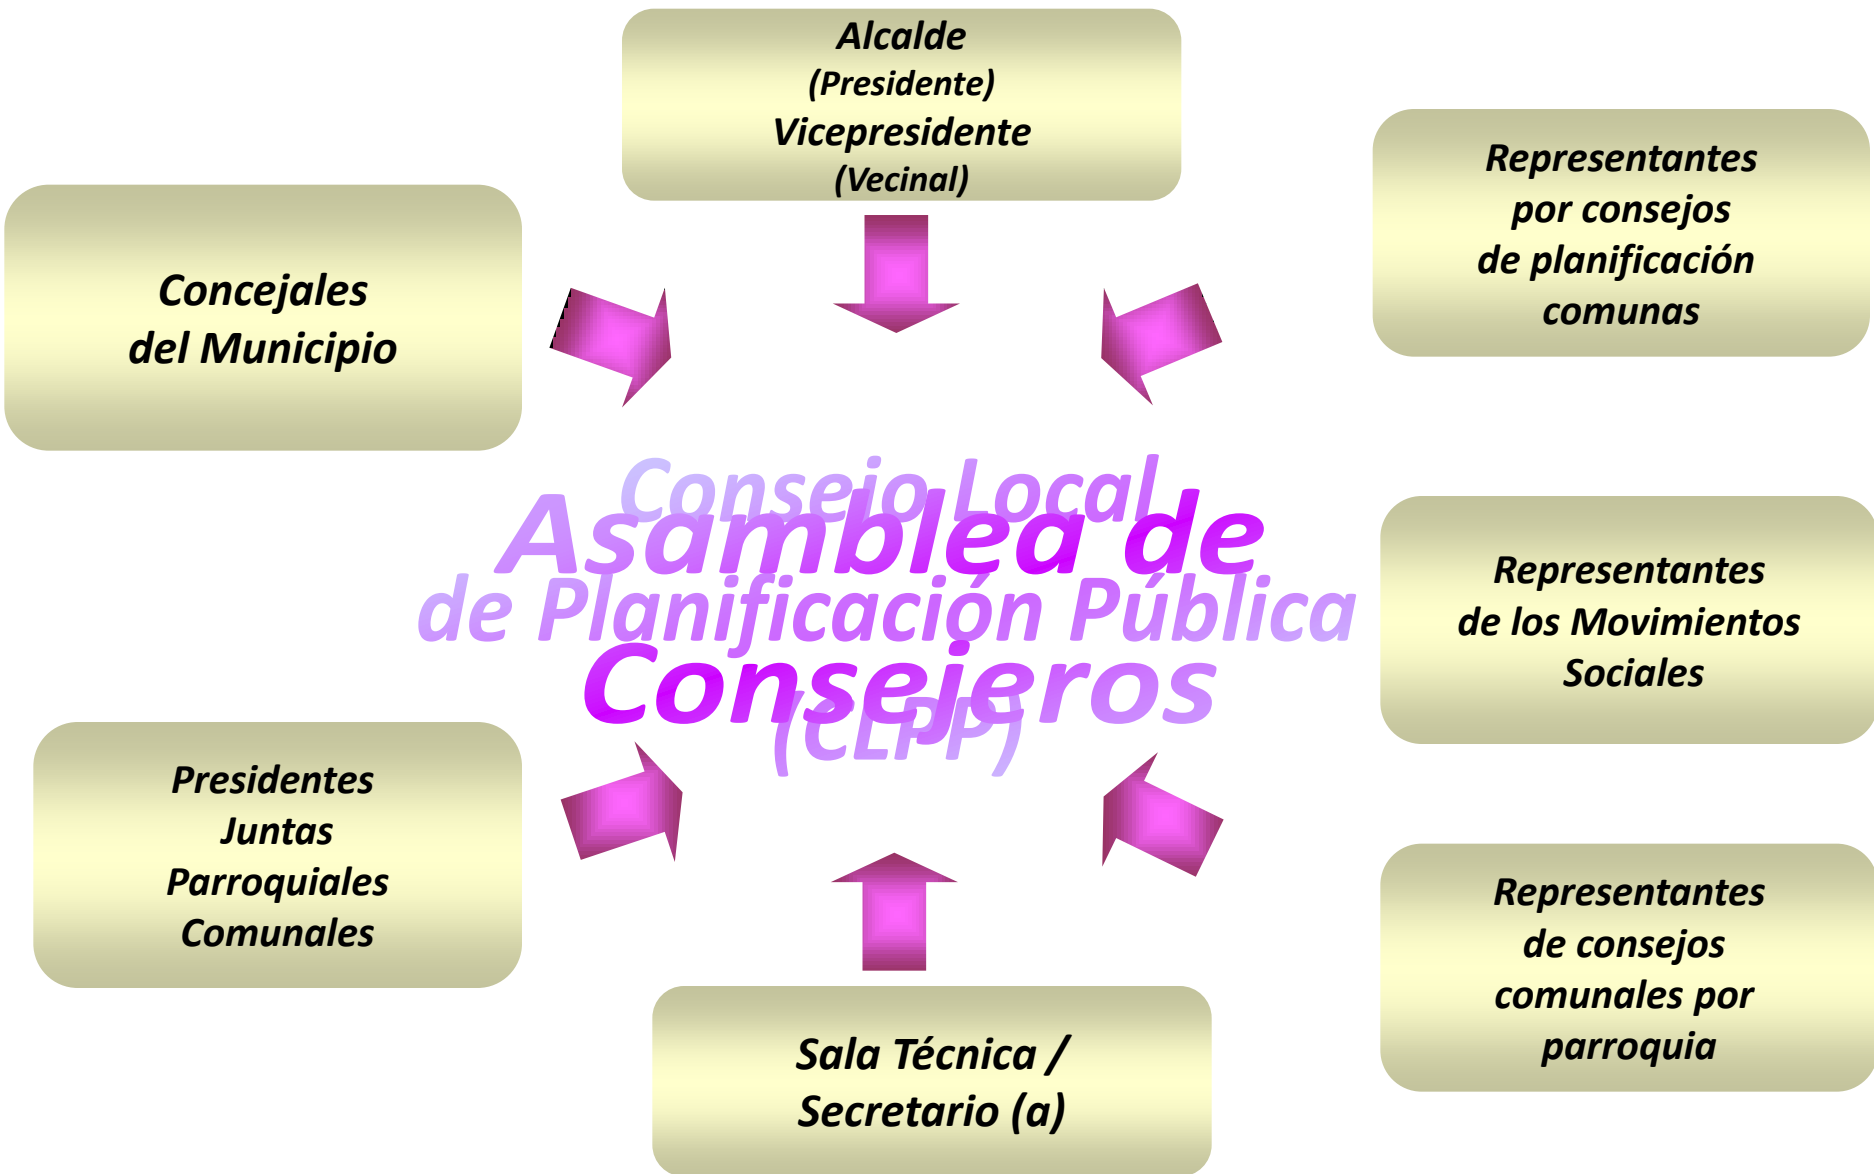 Alcalde
(Presidente)
Vicepresidente
(Vecinal)
Concejales
del Municipio
Representantes
por consejos
de planificación
comunas
Consejo Local
de Planificación Pública
(CLPP)
Asamblea de
Consejeros
Representantes
de los Movimientos
Sociales
Presidentes
Juntas
Parroquiales
Comunales
Representantes
de consejos
comunales por
parroquia
Sala Técnica /
Secretario (a)